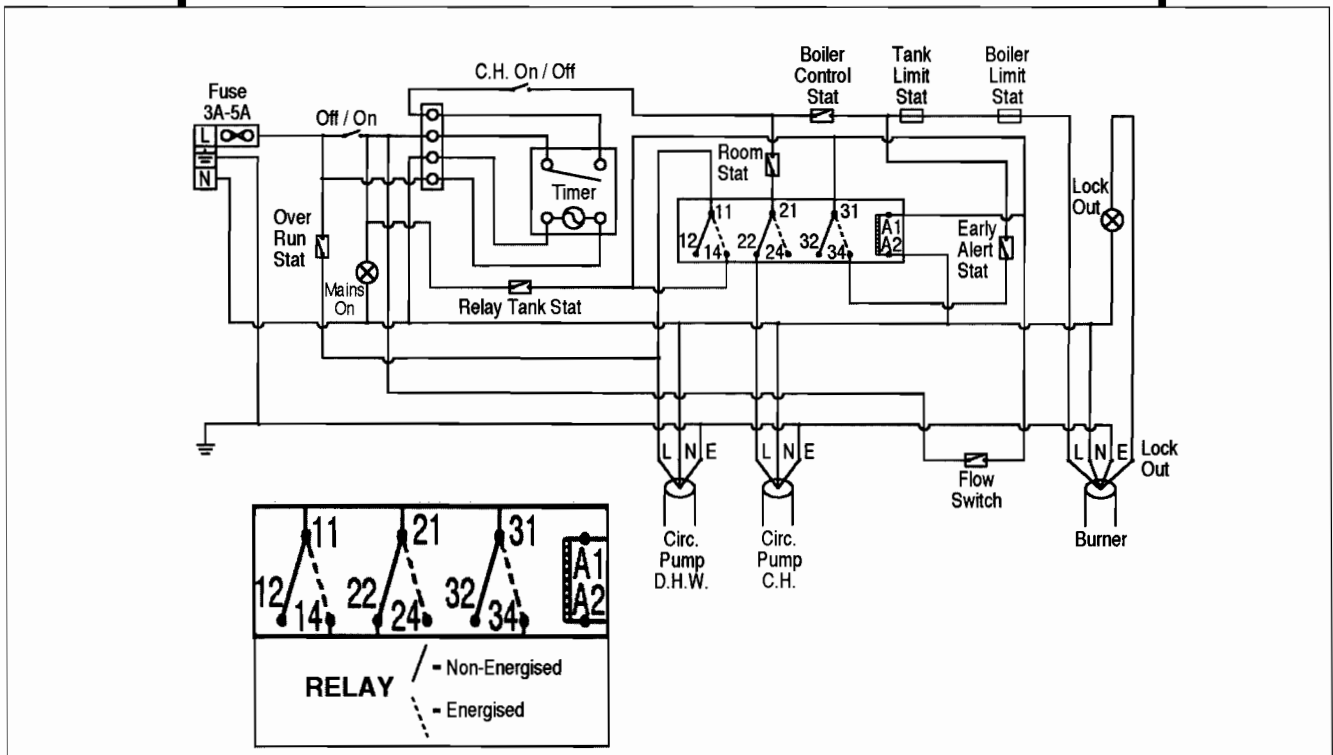 Fuse
3A-5A
L
N
Off / On
C.H. On / Off
Boiler
Control
Stat
Tank
Limit
Stat
Boiler
Limit
Stat
Timer
Room
Stat
Over
Run
Stat
Mains
On
Relay Tank Stat
11
21
31
12
14
22
24
32
34
A1
A2
Early
Alert
Stat
Lock
Out
L N E
L N E
L N E
Lock
Out
Flow
Switch
Circ.
Pump
D.H.W.
Circ.
Pump
C.H.
Burner
11
21
31
A1
A2
12
14
22
24
32
34
RELAY
- Non-Energised
- Energised